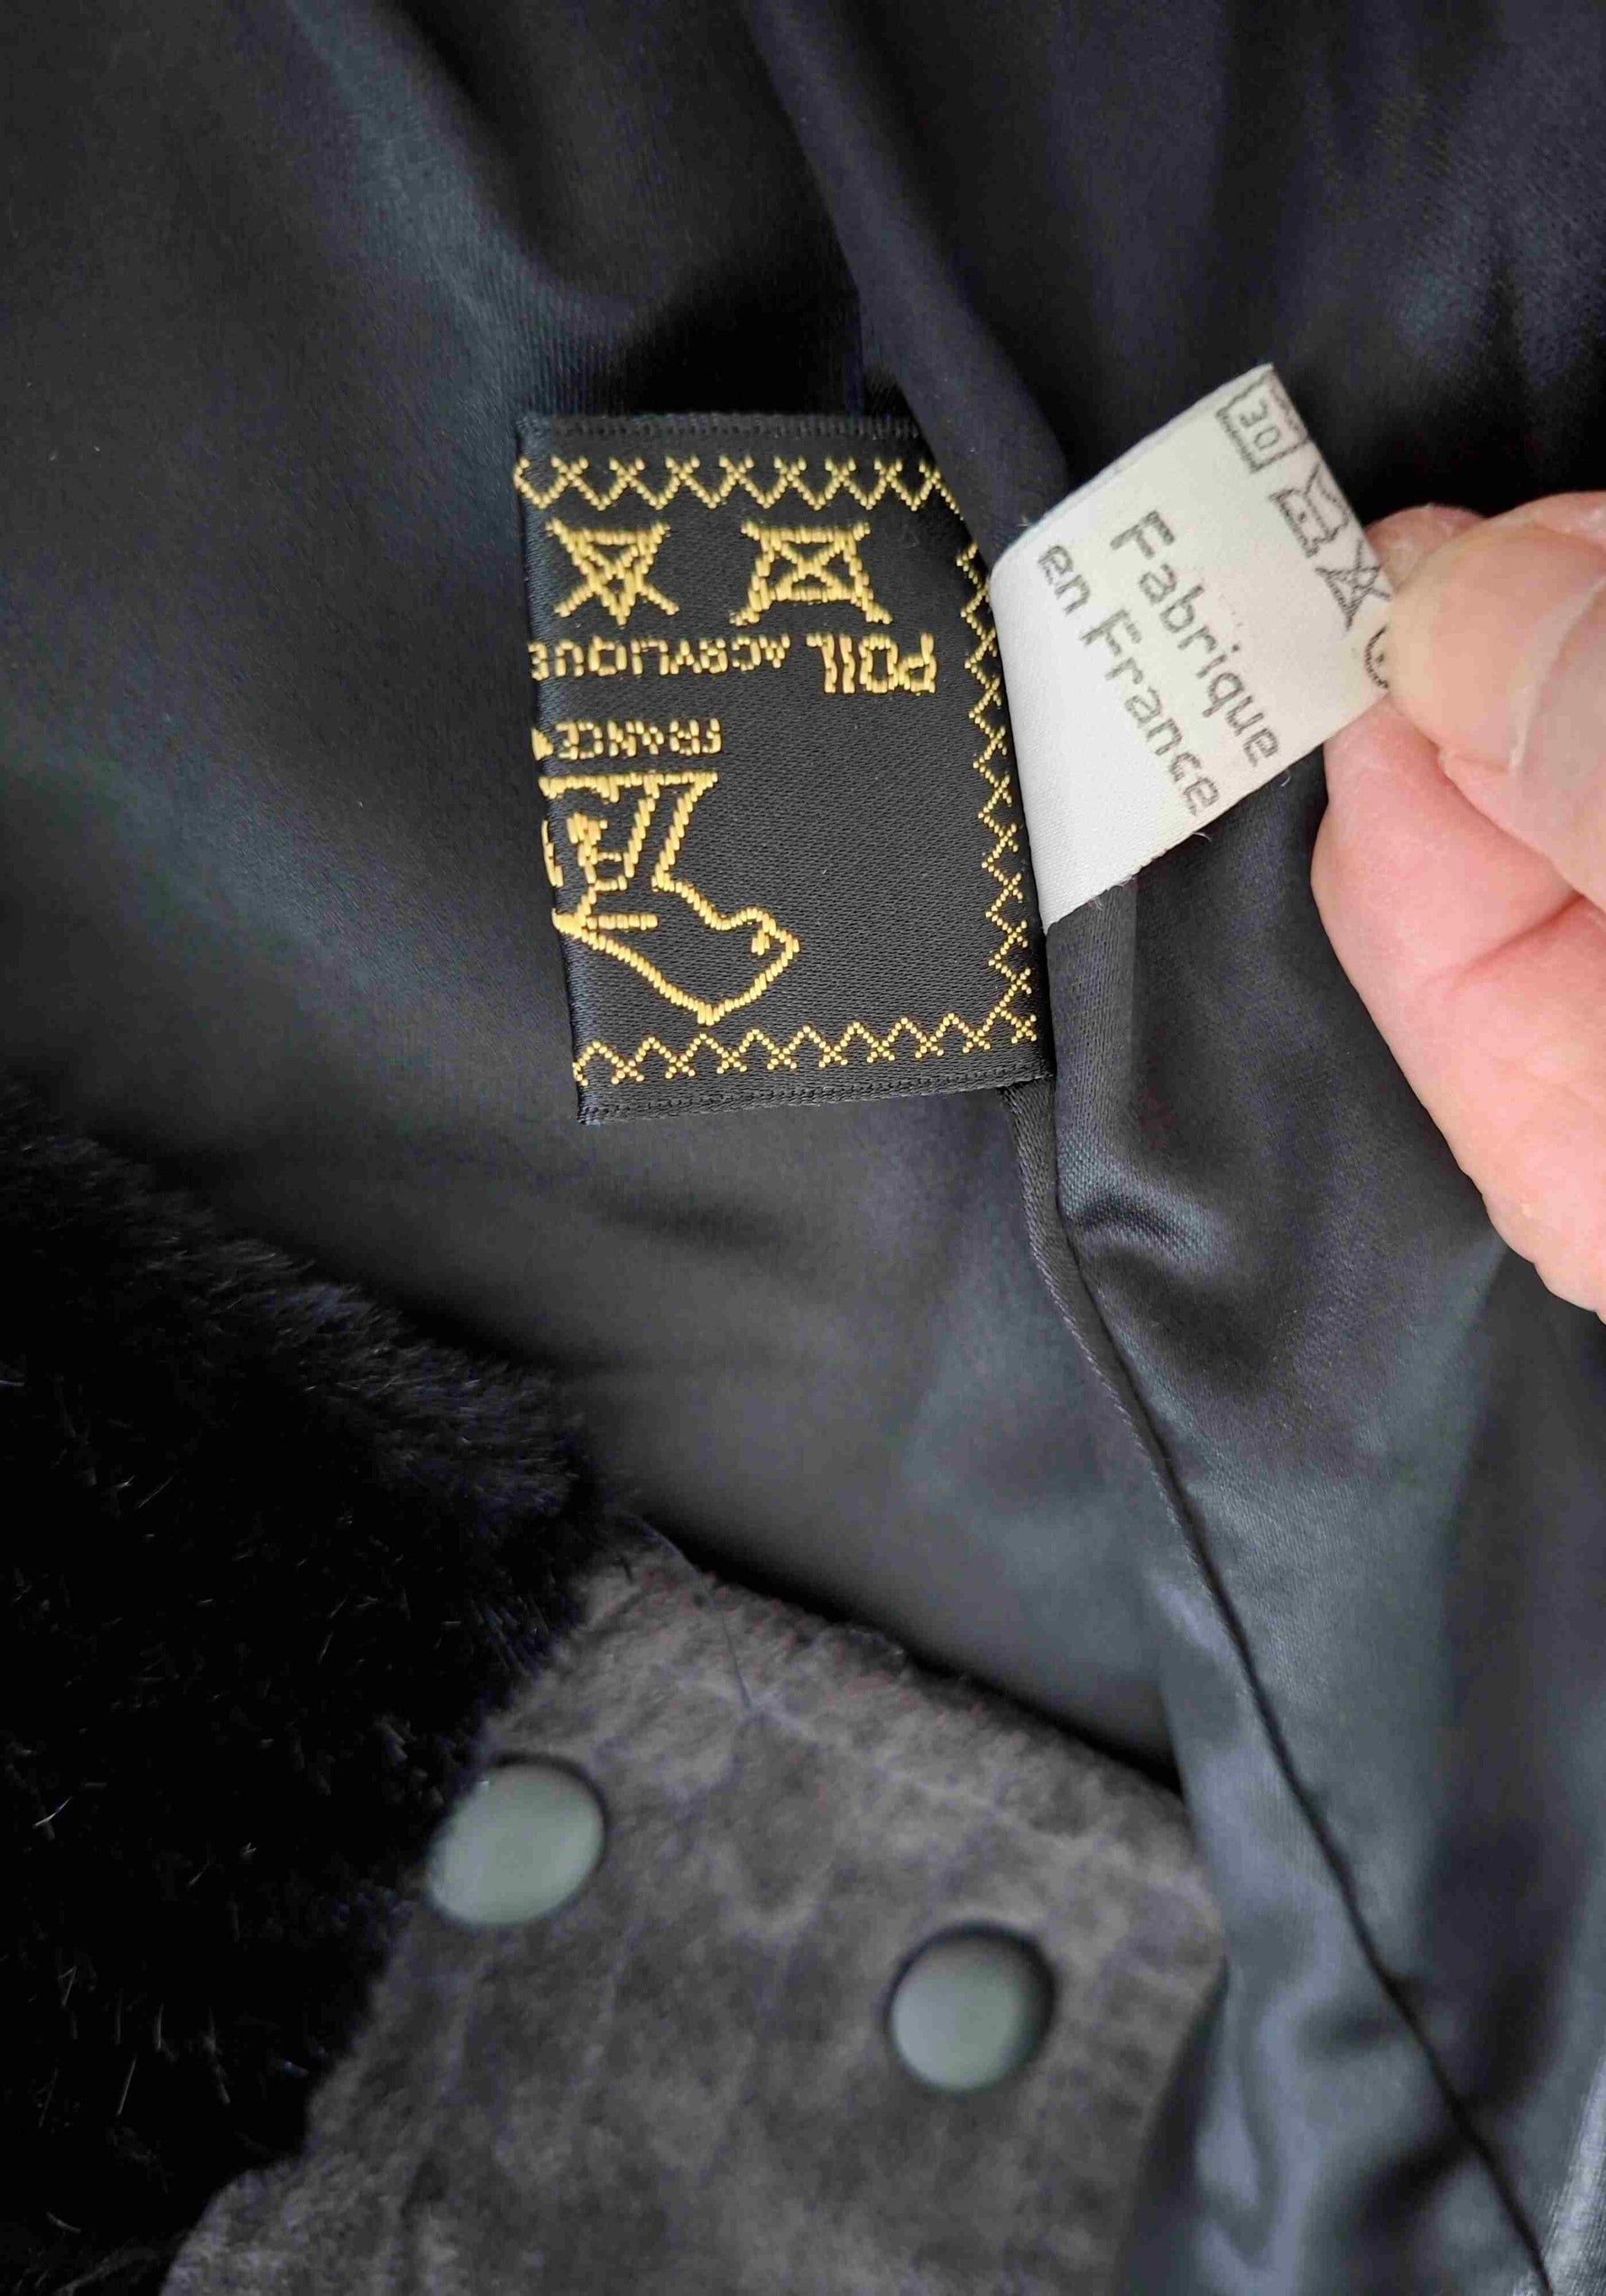 POIL
ACRYLIQUE
FRANCE
30
Fabrique
en France